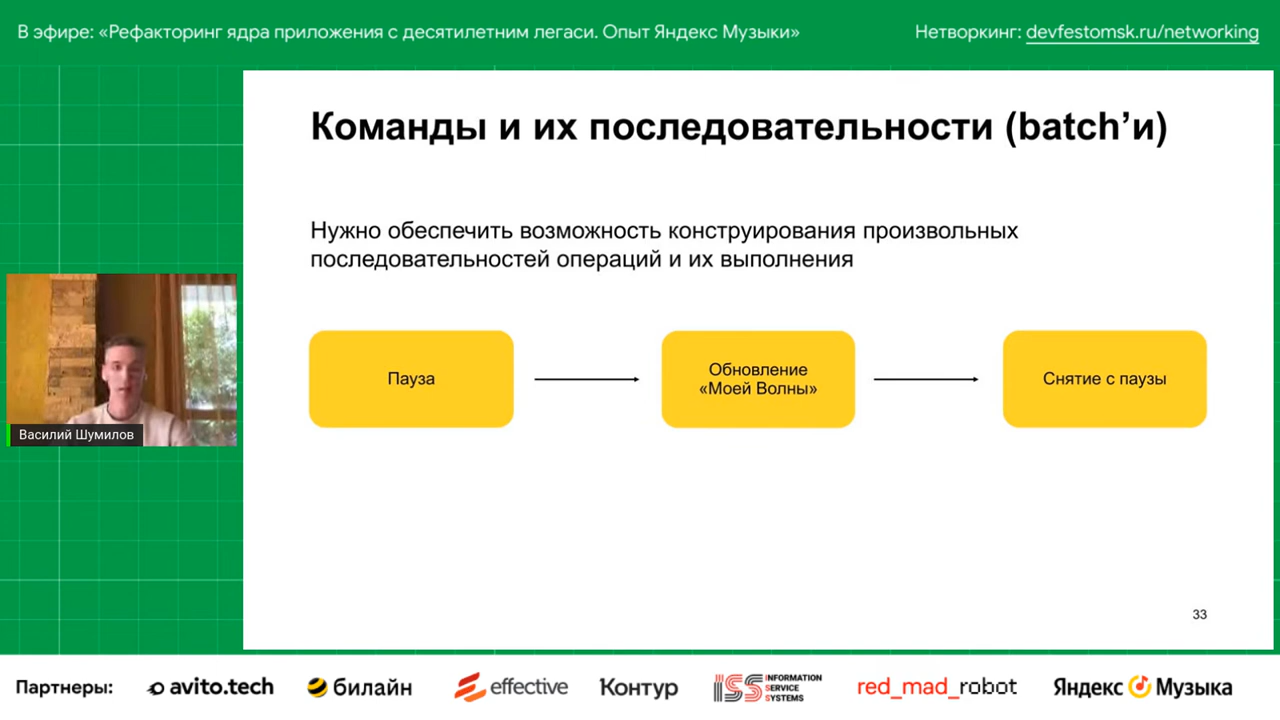 В эфире: «Рефакторинг ядра приложения с десятилетним легаси. Опыт Яндекс Музыки»
Нетворкинг: devfestomsk.ru/networking
Команды и их последовательности (batch’и)
Нужно обеспечить возможность конструирования произвольных
последовательностей операций и их выполнения
Пауза
Обновление
«Моей Волны»
Снятие с паузы
Василий Шумилов
33
Партнеры:
avito.tech
билайн
effective
Контур
ISS INFORMATION
SERVICE
SYSTEMS
red_mad_robot
Яндекс Музыка